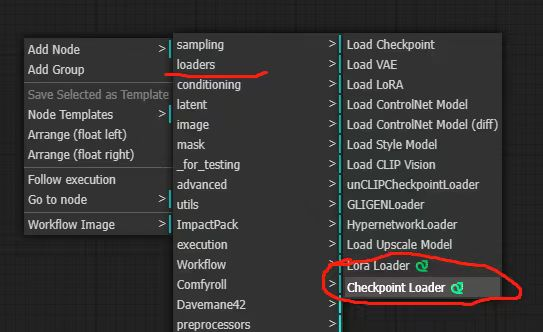 Add Node >
Add Group
Save Selected as Template
Node Templates >
Arrange (float left)
Arrange (float right)
Follow execution
Go to node >
Workflow Image >
sampling >
loaders >
conditioning >
latent >
image >
mask >
_for_testing >
advanced >
utils >
ImpactPack >
execution >
Workflow >
Comfyroll >
Davemane42 >
preprocessors >
Load Checkpoint
Load VAE
Load LoRA
Load ControlNet Model
Load ControlNet Model (diff)
Load Style Model
Load CLIP Vision
unCLIPCheckpointLoader
GLIGENLoader
HypernetworkLoader
Load Upscale Model
Lora Loader
Checkpoint Loader